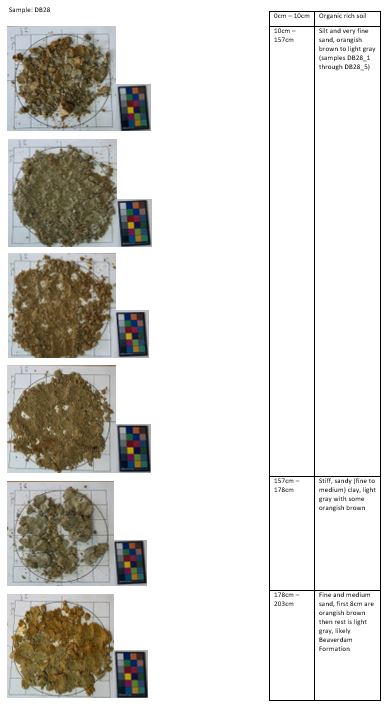 Sample: DB28
0cm – 10cm
Organic rich soil
10cm –
157cm
Silt and very fine
sand, orangish
brown to light gray
(samples DB28_1
through DB28_5)
157cm –
178cm
Stiff, sandy (fine to
medium) clay, light
gray with some
orangish brown
178cm –
203cm
Fine and medium
sand, first 8cm are
orangish brown
then rest is light
gray, likely
Beaverdam
Formation